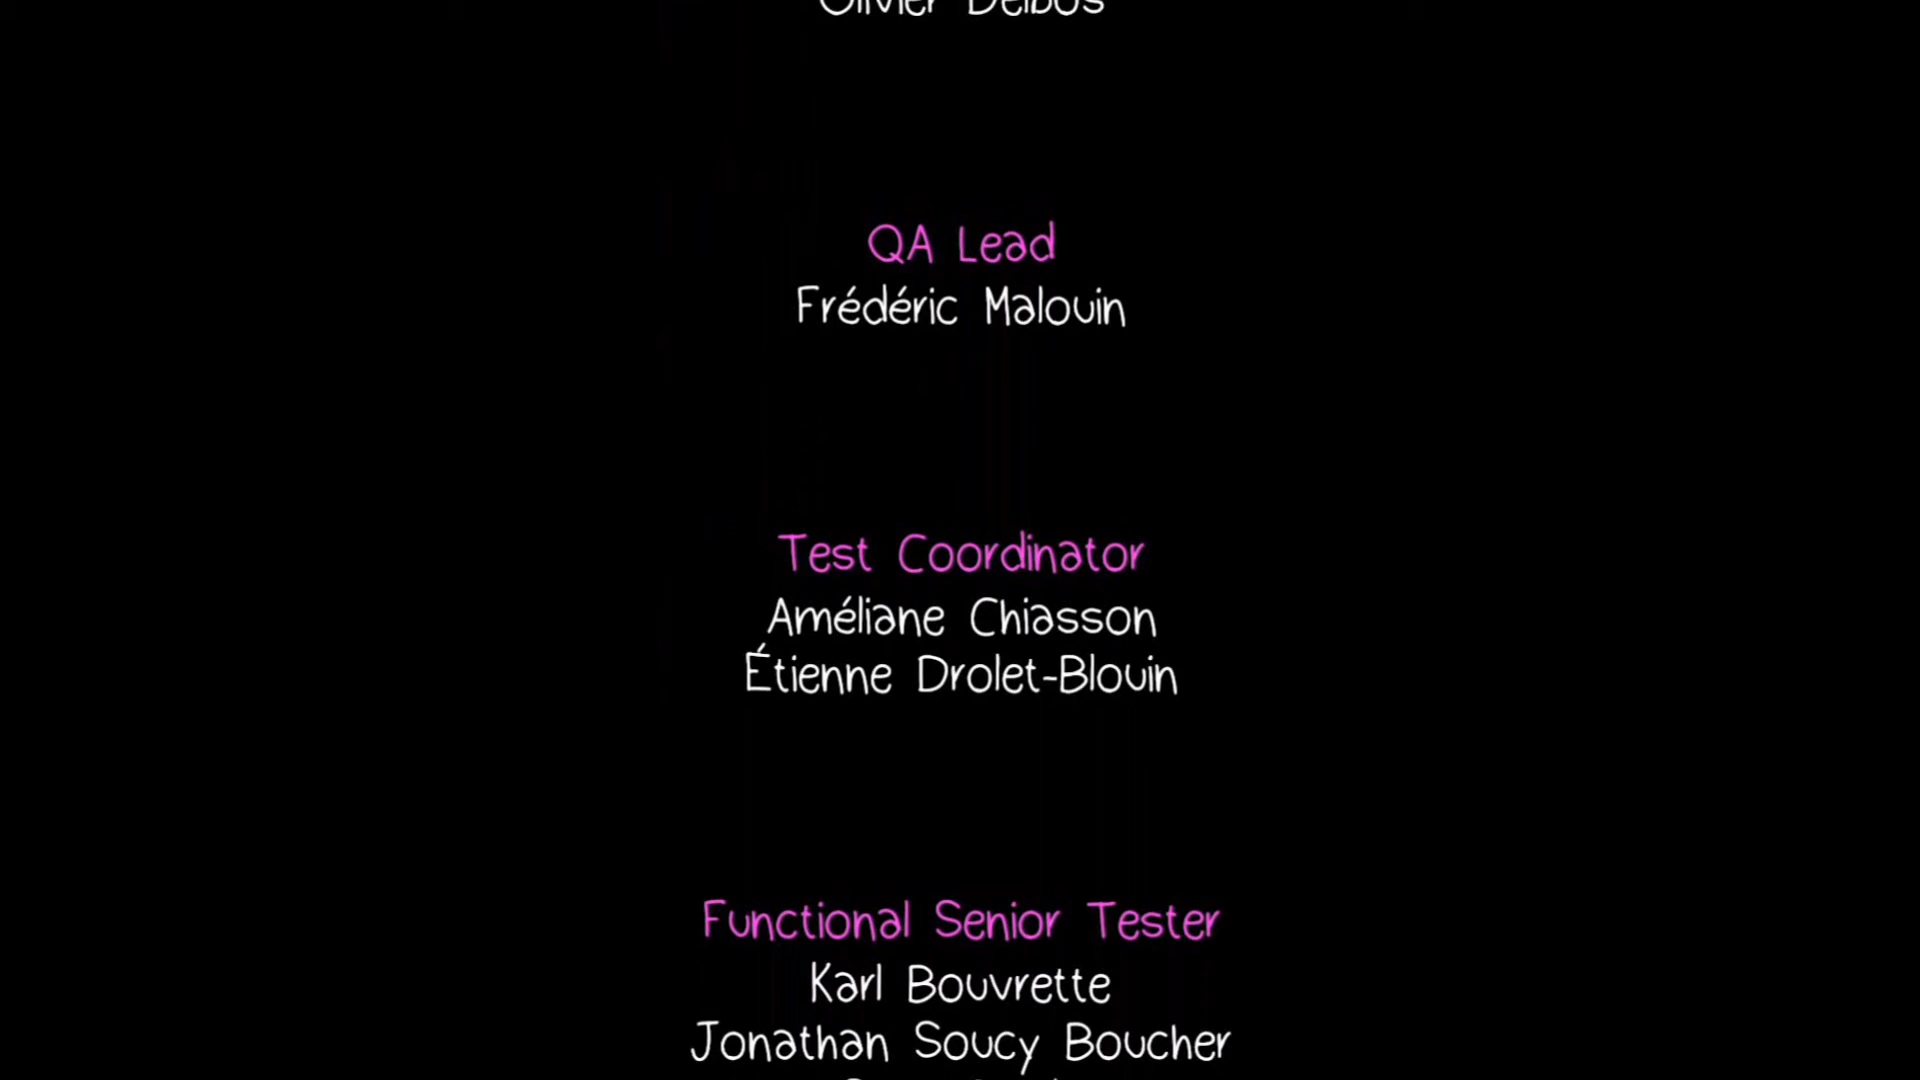 Olivier Delbos
QA Lead
Frédéric Malouin
Test Coordinator
Améliane Chiasson
Étienne Drolet-Blouin
Functional Senior Tester
Karl Bouvrette
Jonathan Soucy Boucher